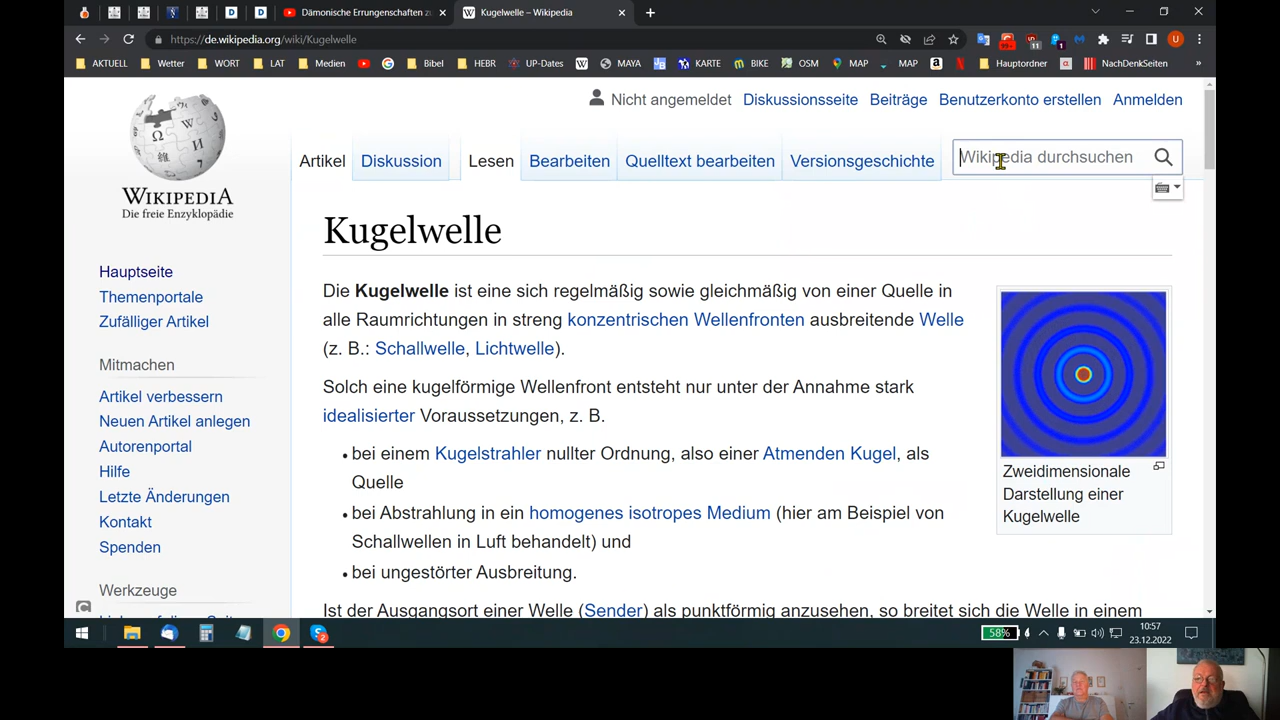 Dämonische Errungenschaften z
Kugelwelle – Wikipedia
https://de.wikipedia.org/wiki/Kugelwelle
AKTUELL Wetter WORT LAT Medien Bibel HEBR UP-Dates MAYA KARTE BIKE OSM MAP MAP Hauptordner NachDenkSeiten »
Nicht angemeldet Diskussionsseite Beiträge Benutzerkonto erstellen Anmelden
Artikel Diskussion Lesen Bearbeiten Quelltext bearbeiten Versionsgeschichte Wikipedia durchsuchen
WIKIPEDIA
Die freie Enzyklopädie
Hauptseite
Themenportale
Zufälliger Artikel
Mitmachen
Artikel verbessern
Neuen Artikel anlegen
Autorenportal
Hilfe
Letzte Änderungen
Kontakt
Spenden
Werkzeuge
Kugelwelle
Die Kugelwelle ist eine sich regelmäßig sowie gleichmäßig von einer Quelle in
alle Raumrichtungen in streng konzentrischen Wellenfronten ausbreitende Welle
(z. B.: Schallwelle, Lichtwelle).
Solch eine kugelförmige Wellenfront entsteht nur unter der Annahme stark
idealisierter Voraussetzungen, z. B.
• bei einem Kugelstrahler nullter Ordnung, also einer Atmenden Kugel, als
Quelle
• bei Abstrahlung in ein homogenes isotropes Medium (hier am Beispiel von
Schallwellen in Luft behandelt) und
• bei ungestörter Ausbreitung.
Ist der Ausgangsort einer Welle (Sender) als punktförmig anzusehen, so breitet sich die Welle in einem
Zweidimensionale
Darstellung einer
Kugelwelle
58%
10:57
23.12.2022